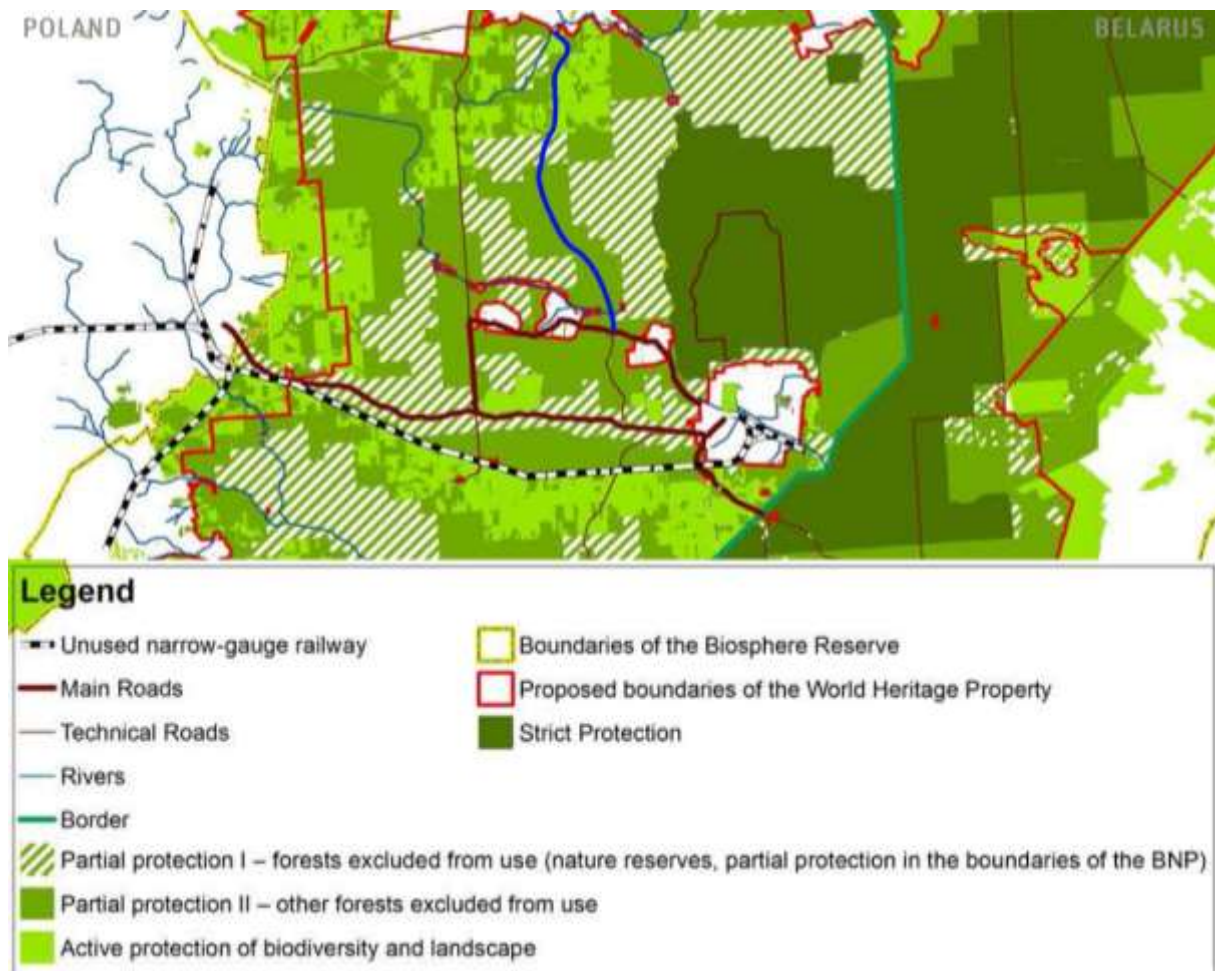 POLAND
BELARUS
Legend
Unused narrow-gauge railway
Main Roads
Technical Roads
Rivers
Border
Partial protection I – forests excluded from use (nature reserves, partial protection in the boundaries of the BNP)
Partial protection II – other forests excluded from use
Active protection of biodiversity and landscape
Boundaries of the Biosphere Reserve
Proposed boundaries of the World Heritage Property
Strict Protection